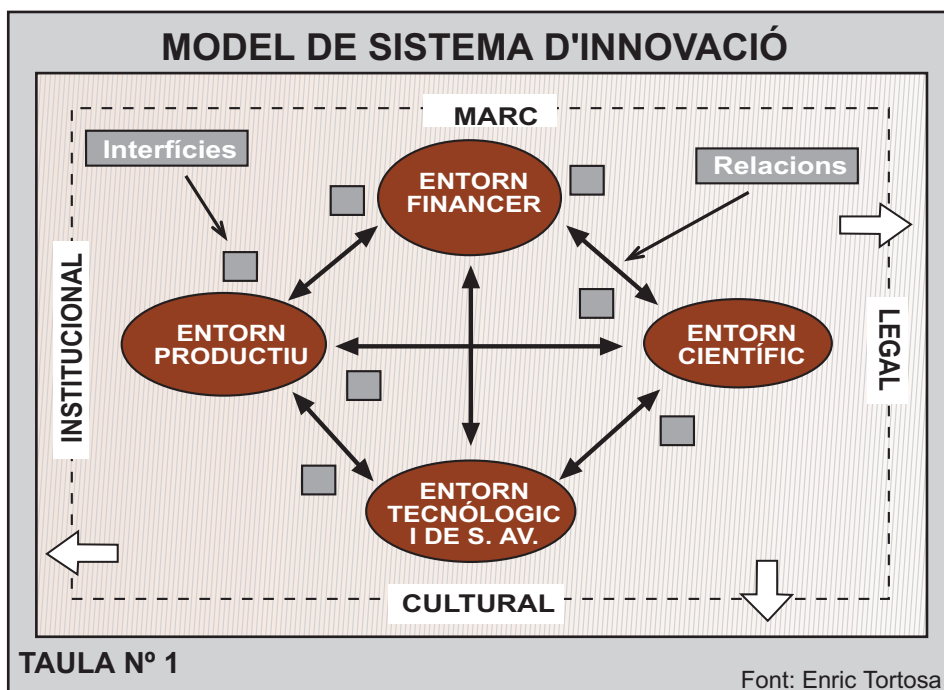 MODEL DE SISTEMA D'INNOVACIÓ
MARC
Interfícies
Relacions
ENTORN
FINANCER
INSTITUCIONAL
ENTORN
PRODUCTIU
ENTORN
CIENTÍFIC
LEGAL
ENTORN
TECNÓLOGIC
I DE S. AV.
CULTURAL
TAULA Nº 1
Font: Enric Tortosa